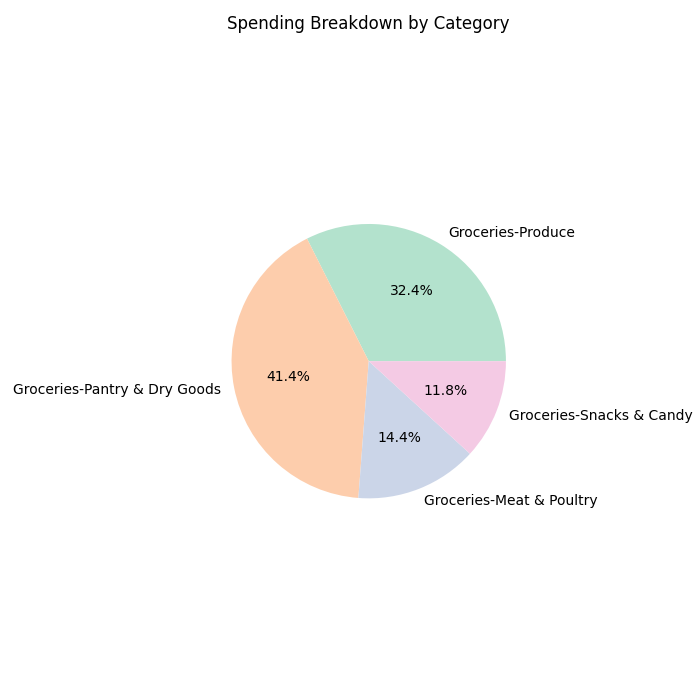 Spending Breakdown by Category
Groceries-Produce
32.4%
41.4%
Groceries-Pantry & Dry Goods
11.8%
Groceries-Snacks & Candy
14.4%
Groceries-Meat & Poultry